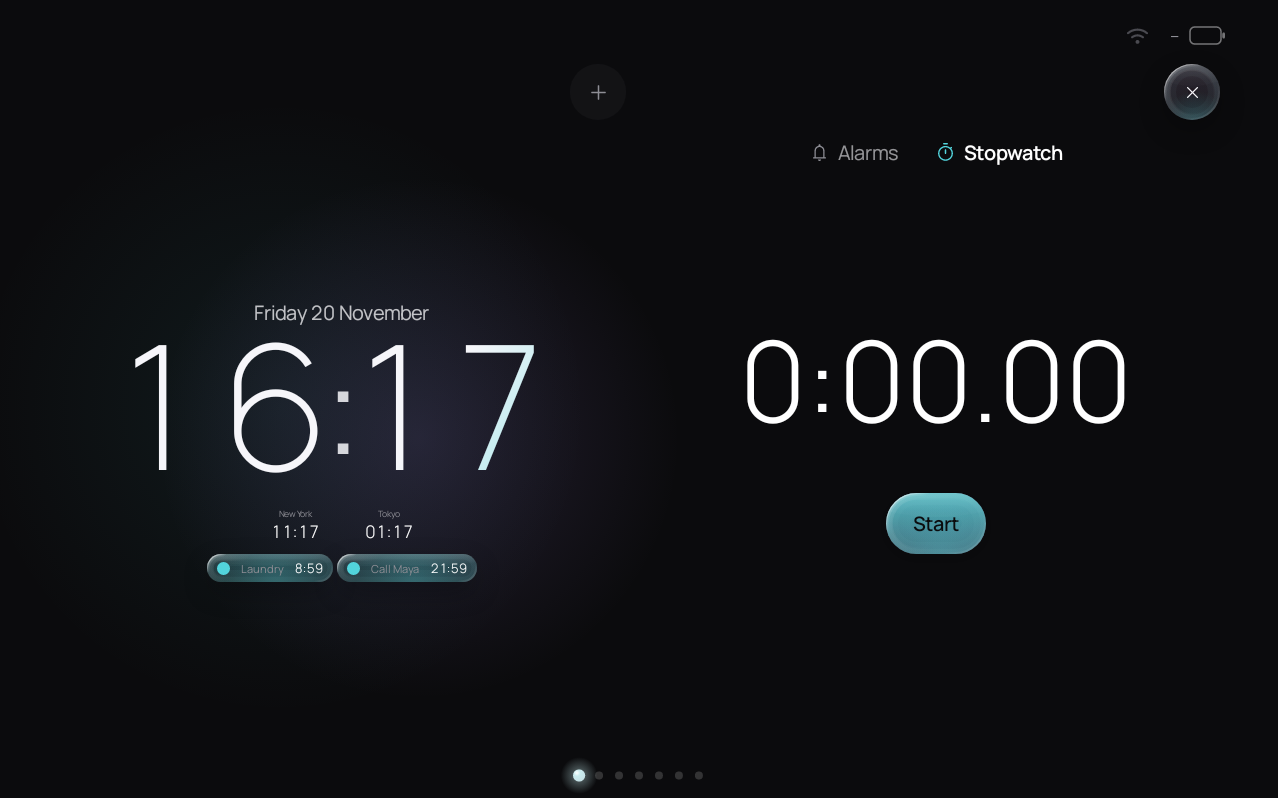 Alarms Stopwatch
Friday 20 November
16:17
New York Tokyo
11:17 01:17
Laundry 8:59 Call Maya 21:59
0:00.00
Start